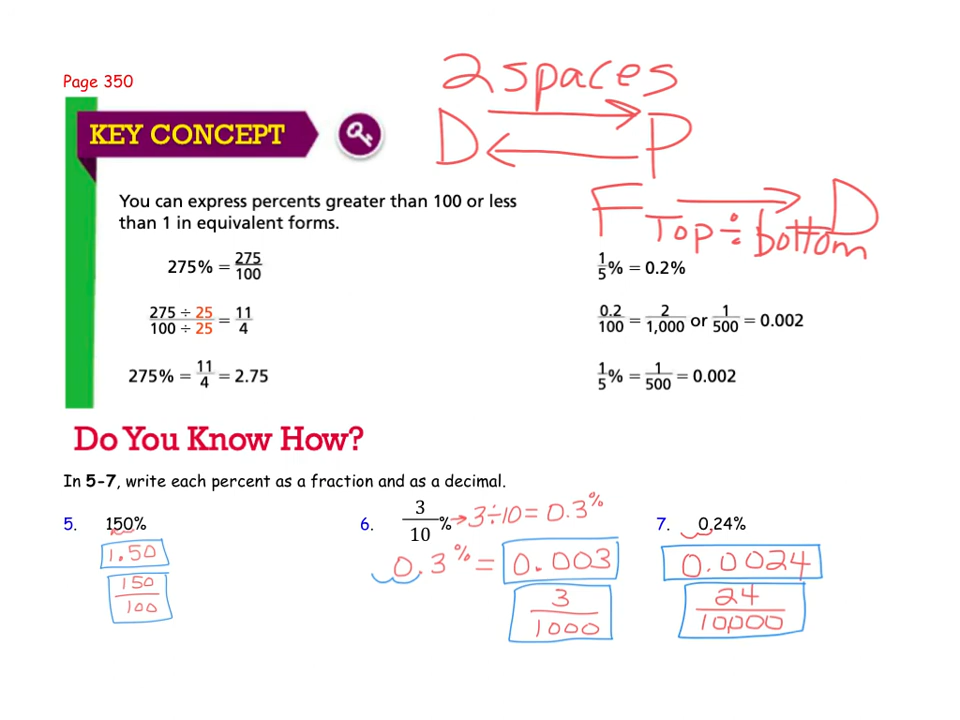 Page 350
2 spaces
D P
KEY CONCEPT
F D
Top ÷ bottom
You can express percents greater than 100 or less
than 1 in equivalent forms.
275% = 275/100
275 ÷ 25 / 100 ÷ 25 = 11/4
275% = 11/4 = 2.75
1/5% = 0.2%
0.2/100 = 2/1,000 or 1/500 = 0.002
1/5% = 1/500 = 0.002
Do You Know How?
In 5-7, write each percent as a fraction and as a decimal.
5. 150%
1.50
150/100
6. 3/10 % → 3÷10 = 0.3%
0.3% = 0.003
3/1000
7. 0.24%
0.0024
24/10,000